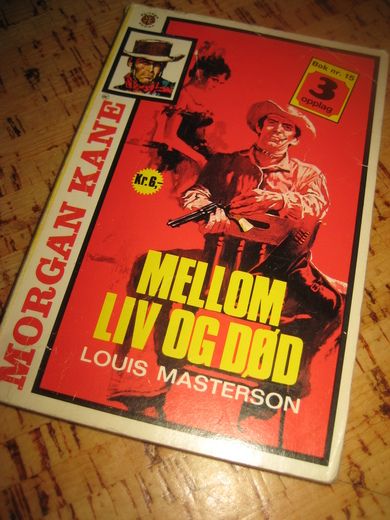 MORGAN KANE
Bok nr. 15
3
opplag
Kr. 6,-
MELLOM
LIV OG DØD
LOUIS MASTERSON